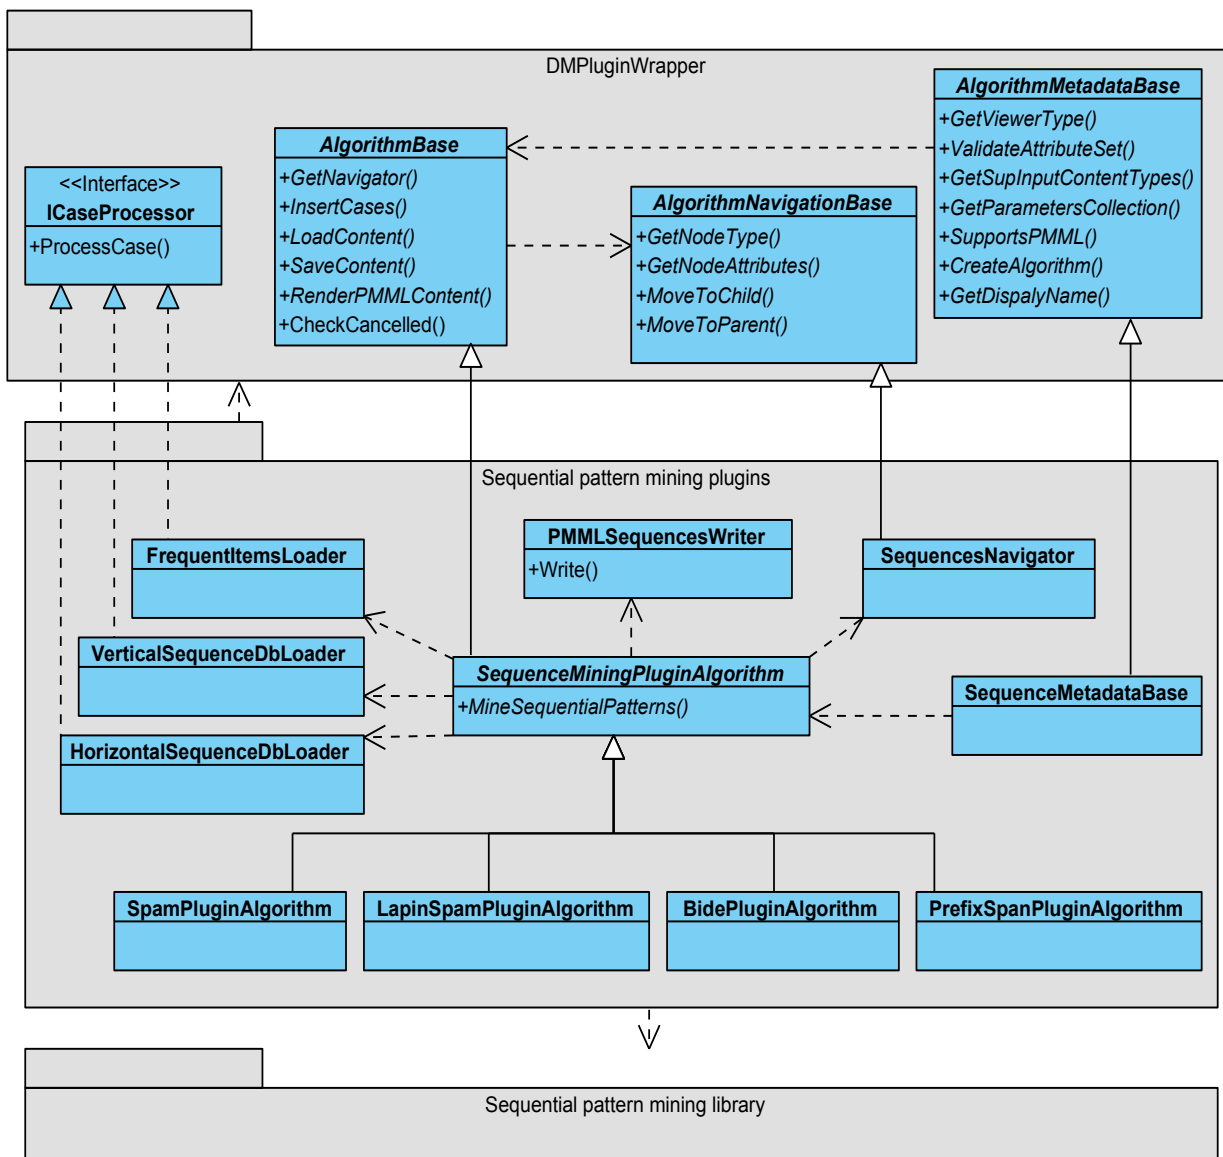 DMPluginWrapper
AlgorithmMetadataBase
+GetViewerType()
+ValidateAttributeSet()
+GetSupInputContentTypes()
+GetParametersCollection()
+SupportsPMML()
+CreateAlgorithm()
+GetDispalyName()
AlgorithmBase
+GetNavigator()
+InsertCases()
+LoadContent()
+SaveContent()
+RenderPMMLContent()
+CheckCancelled()
<<Interface>>
ICaseProcessor
+ProcessCase()
AlgorithmNavigationBase
+GetNodeType()
+GetNodeAttributes()
+MoveToChild()
+MoveToParent()
Sequential pattern mining plugins
FrequentItemsLoader
PMMLSequencesWriter
+Write()
SequencesNavigator
VerticalSequenceDbLoader
SequenceMiningPluginAlgorithm
+MineSequentialPatterns()
SequenceMetadataBase
HorizontalSequenceDbLoader
SpamPluginAlgorithm
LapinSpamPluginAlgorithm
BidePluginAlgorithm
PrefixSpanPluginAlgorithm
Sequential pattern mining library